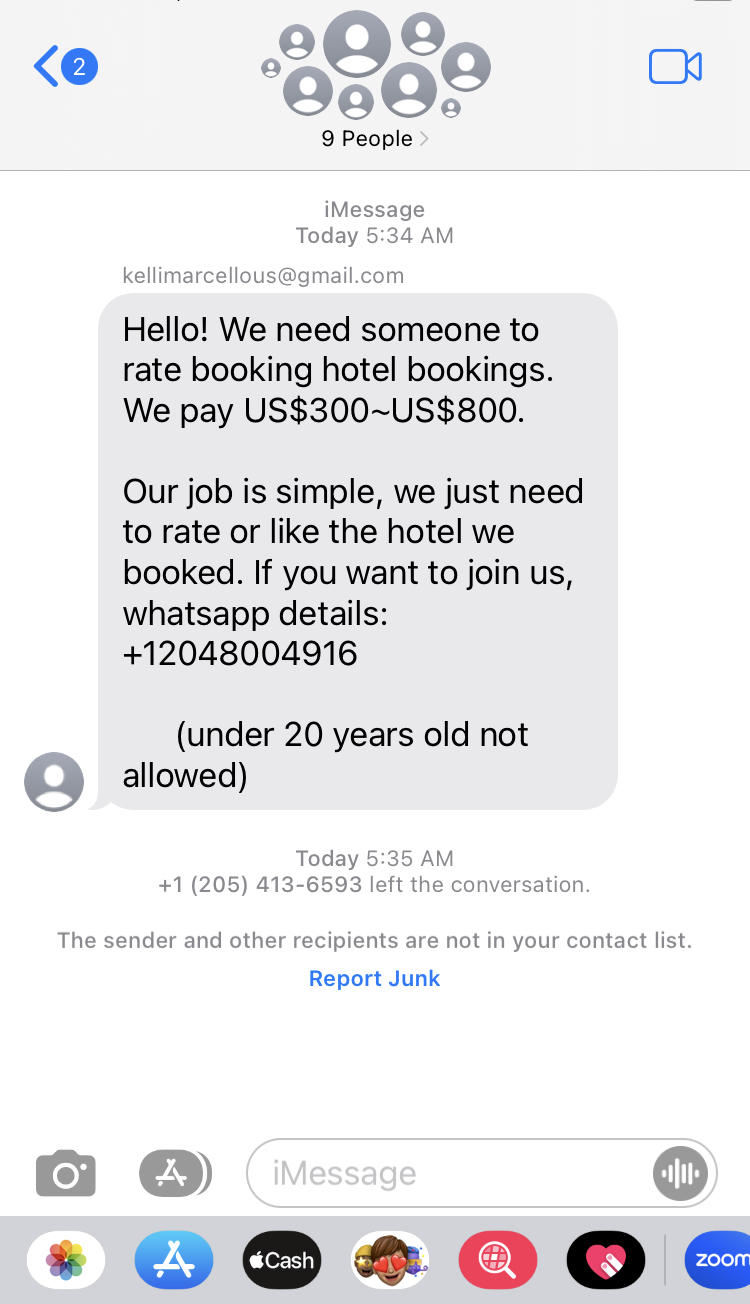 2
9 People
iMessage
Today 5:34 AM
kellimarcellous@gmail.com
Hello! We need someone to
rate booking hotel bookings.
We pay US$300~US$800.
Our job is simple, we just need
to rate or like the hotel we
booked. If you want to join us,
whatsapp details:
+12048004916
(under 20 years old not
allowed)
Today 5:35 AM
+1 (205) 413-6593 left the conversation.
The sender and other recipients are not in your contact list.
Report Junk
iMessage
Cash
zoom